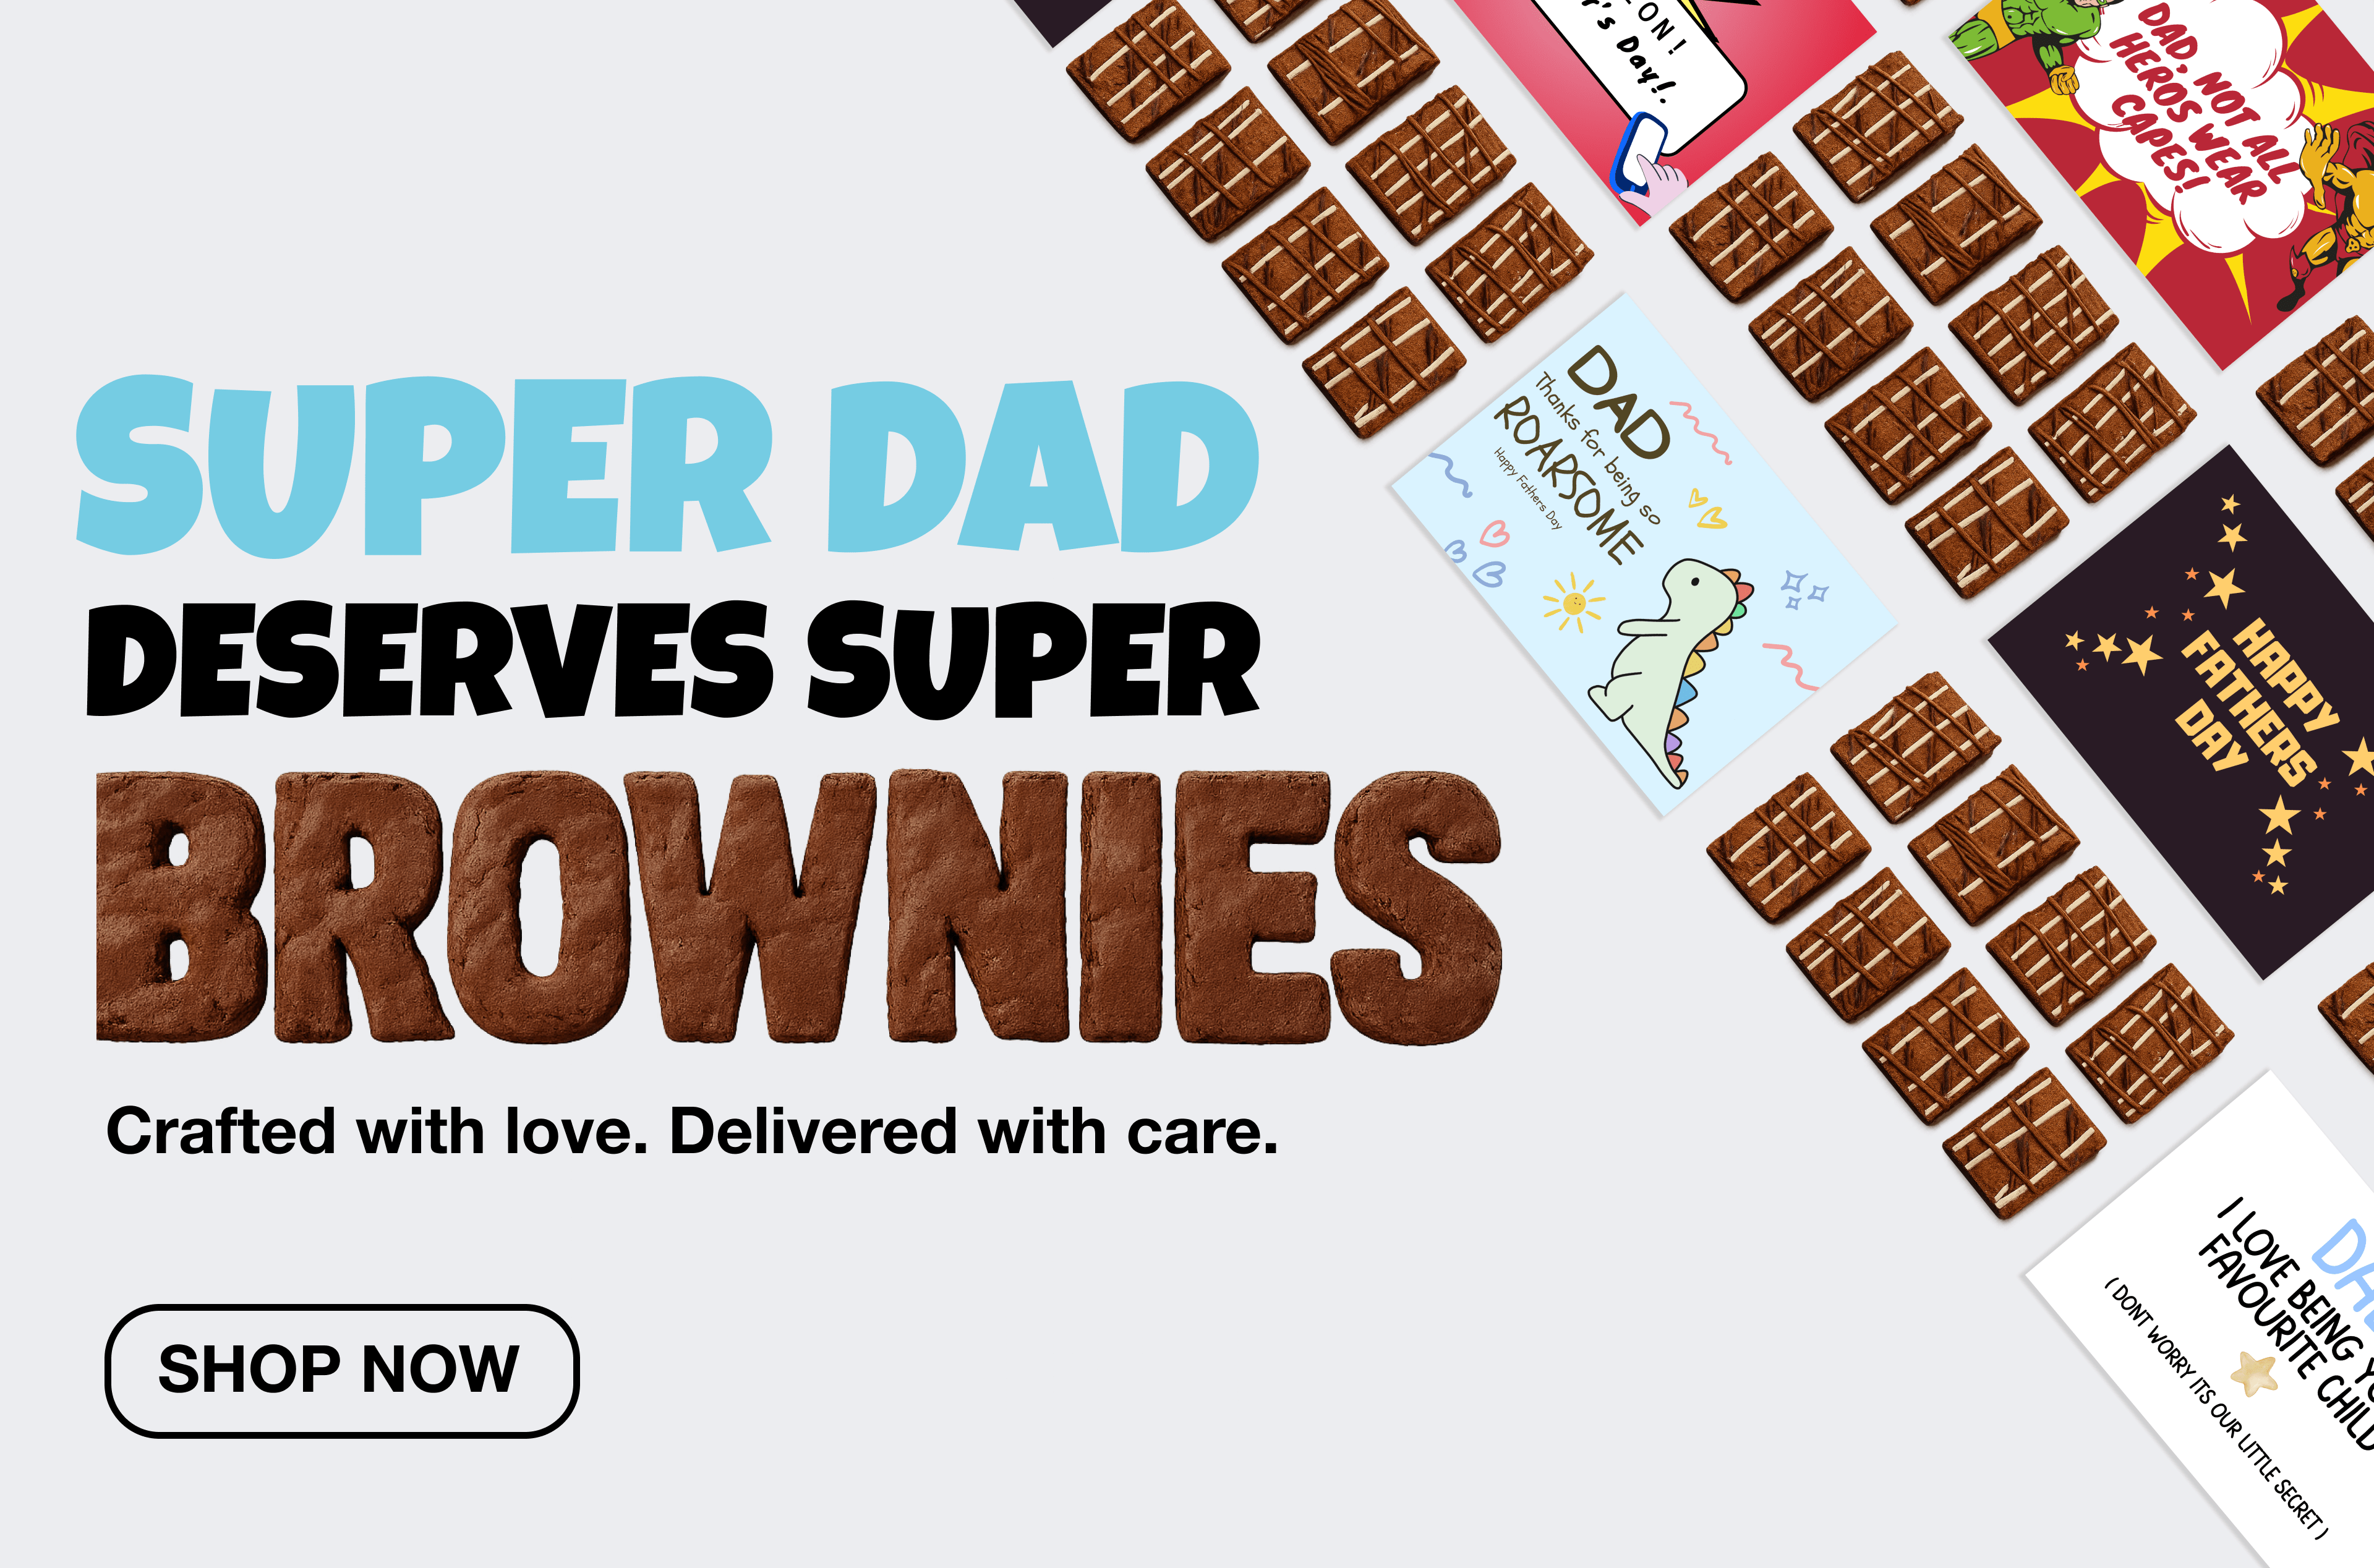 SUPER DAD
DESERVES SUPER
BROWNIES
Crafted with love. Delivered with care.
SHOP NOW
ON!
r's Day!.
DAD, NOT ALL
HEROS WEAR
CAPES!
DAD
Thanks for being so
ROARSOME
Happy Fathers Day
HAPPY
FATHERS
DAY
I LOVE BEING
FAVOURITE CHILD
( DONT WORRY ITS OUR LITTLE SECRET )